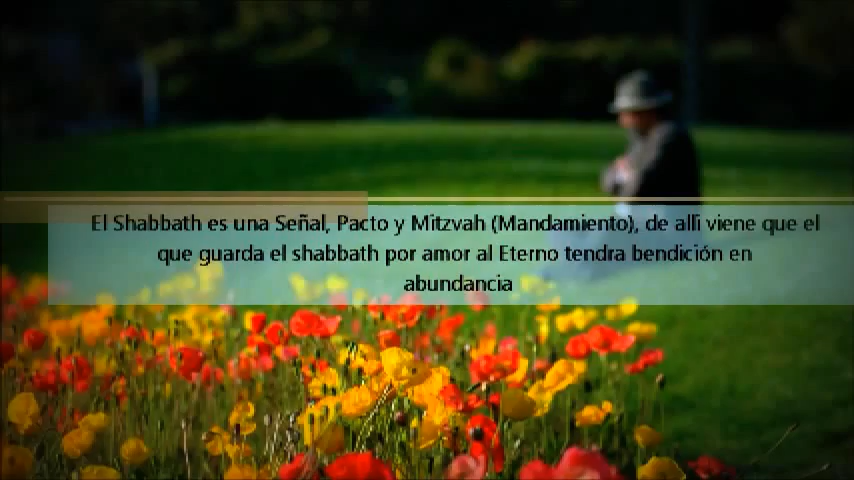 El Shabbath es una Señal, Pacto y Mitzvah (Mandamiento), de alli viene que el
que guarda el shabbath por amor al Eterno tendra bendición en
abundancia